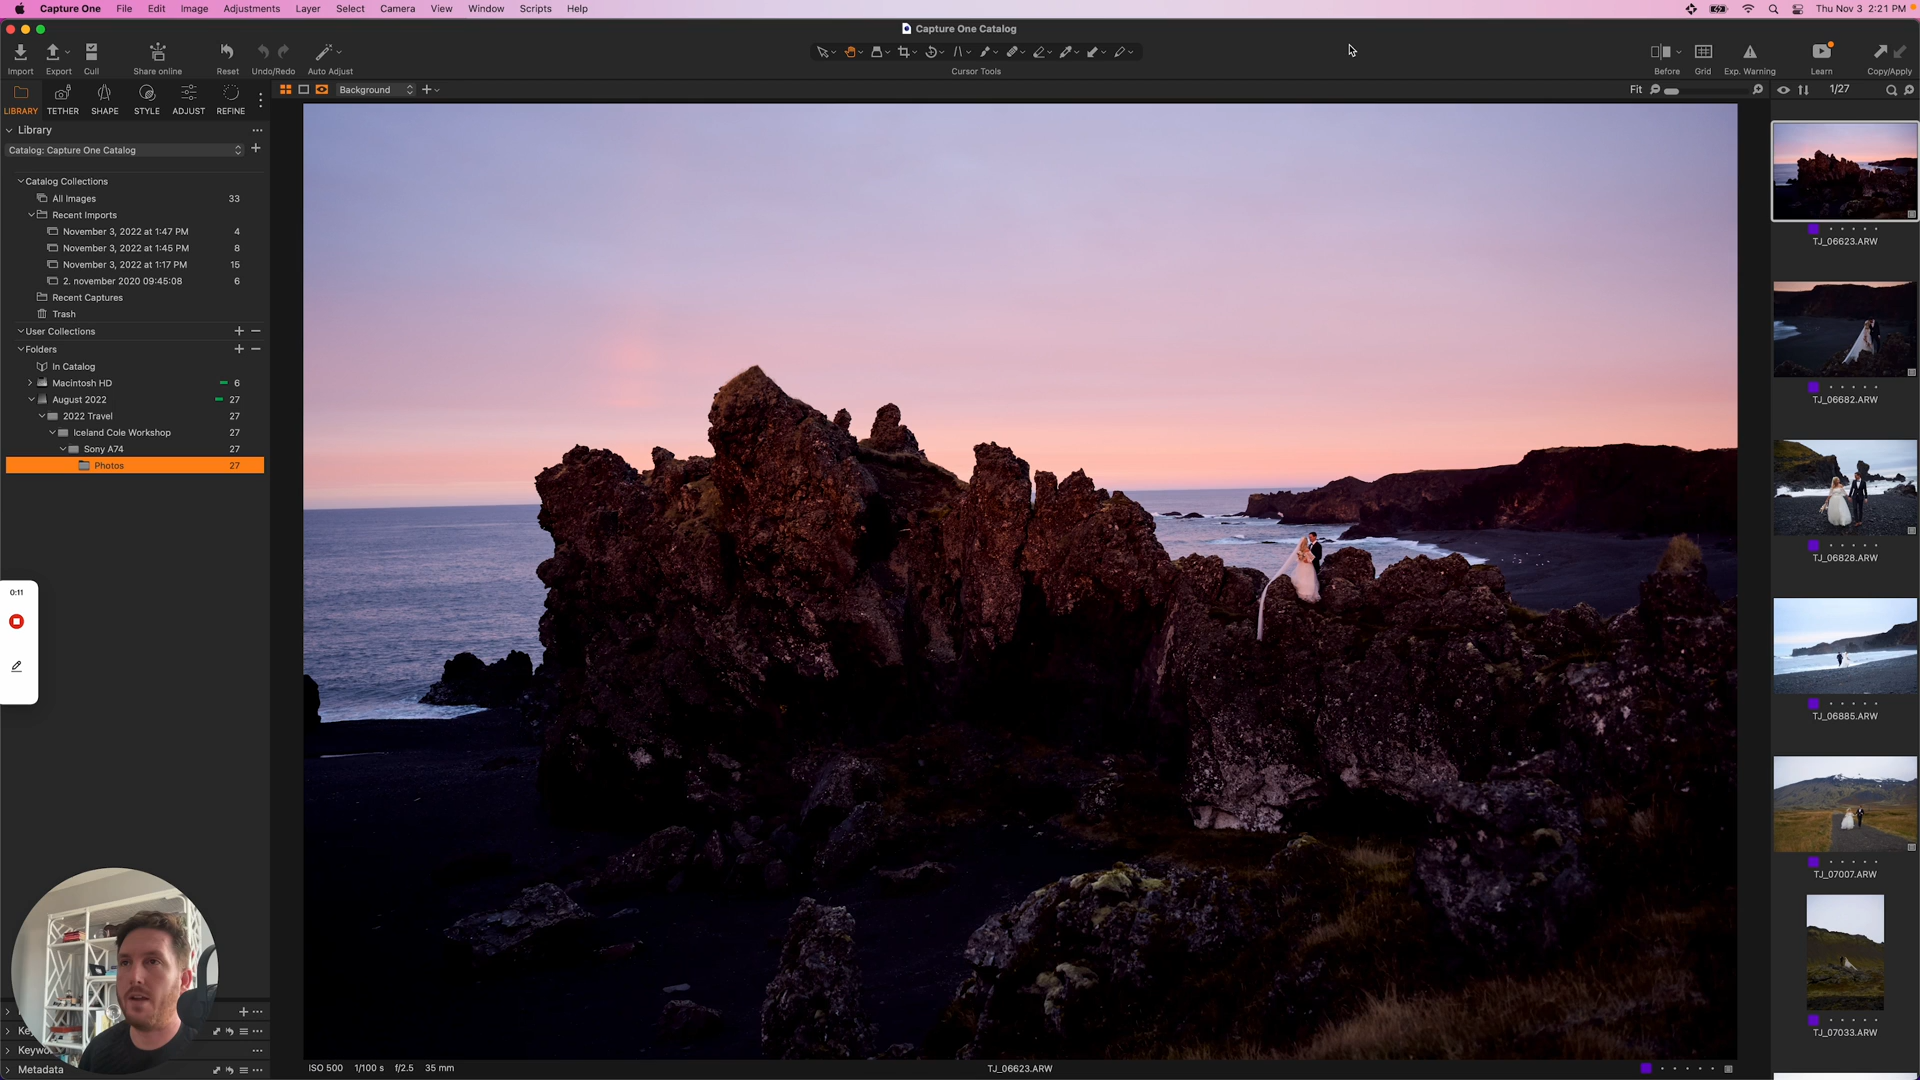 Capture One File Edit Image Adjustments Layer Select Camera View Window Scripts Help Thu Nov 3 2:21 PM
Capture One Catalog
Import Export Cull Share online Reset Undo/Redo Auto Adjust Cursor Tools Before Grid Exp. Warning Learn Copy/Apply
LIBRARY TETHER SHAPE STYLE ADJUST REFINE
Background Fit 1/27
Library
Catalog: Capture One Catalog
Catalog Collections
All Images 33
Recent Imports
November 3, 2022 at 1:47 PM 4
November 3, 2022 at 1:45 PM 8
November 3, 2022 at 1:17 PM 15
2. november 2020 09:45:08 6
Recent Captures
Trash
User Collections
Folders
In Catalog
Macintosh HD 6
August 2022 27
2022 Travel 27
Iceland Cole Workshop 27
Sony A74 27
Photos 27
0:11
Metadata
ISO 500 1/100 s f/2.5 35 mm
TJ_06623.ARW
TJ_06623.ARW
TJ_06682.ARW
TJ_06828.ARW
TJ_06885.ARW
TJ_07007.ARW
TJ_07033.ARW